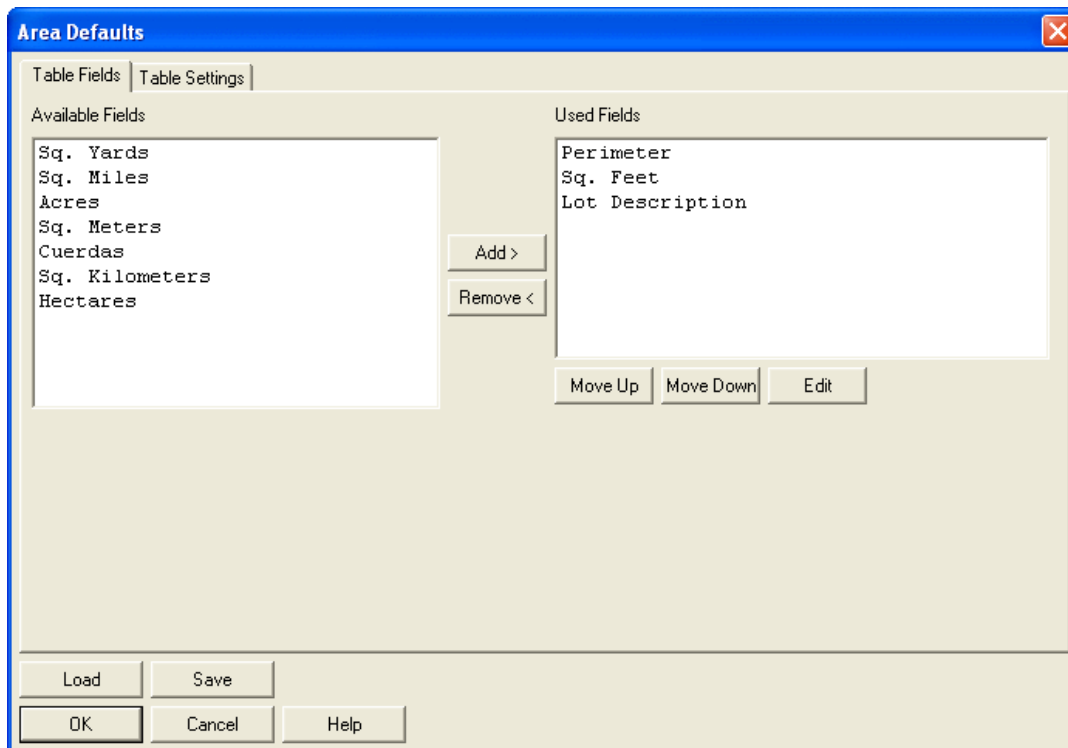 Area Defaults
Table Fields
Table Settings
Available Fields
Sq. Yards
Sq. Miles
Acres
Sq. Meters
Cuerdas
Sq. Kilometers
Hectares
Add >
Remove <
Used Fields
Perimeter
Sq. Feet
Lot Description
Move Up
Move Down
Edit
Load
Save
OK
Cancel
Help